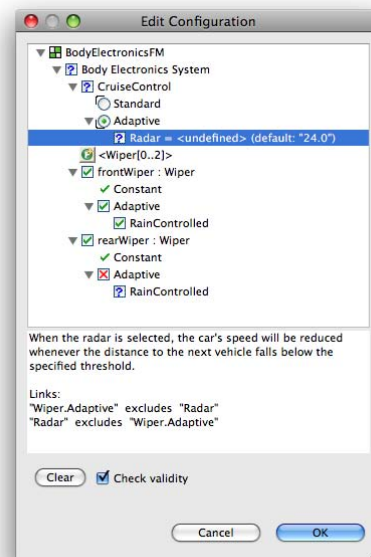 Edit Configuration
BodyElectronicsFM
Body Electronics System
CruiseControl
Standard
Adaptive
Radar = <undefined> (default: "24.0")
<Wiper[0..2]>
frontWiper : Wiper
Constant
Adaptive
RainControlled
rearWiper : Wiper
Constant
Adaptive
RainControlled
When the radar is selected, the car's speed will be reduced
whenever the distance to the next vehicle falls below the
specified threshold.
Links:
"Wiper.Adaptive" excludes "Radar"
"Radar" excludes "Wiper.Adaptive"
Clear Check validity
Cancel OK